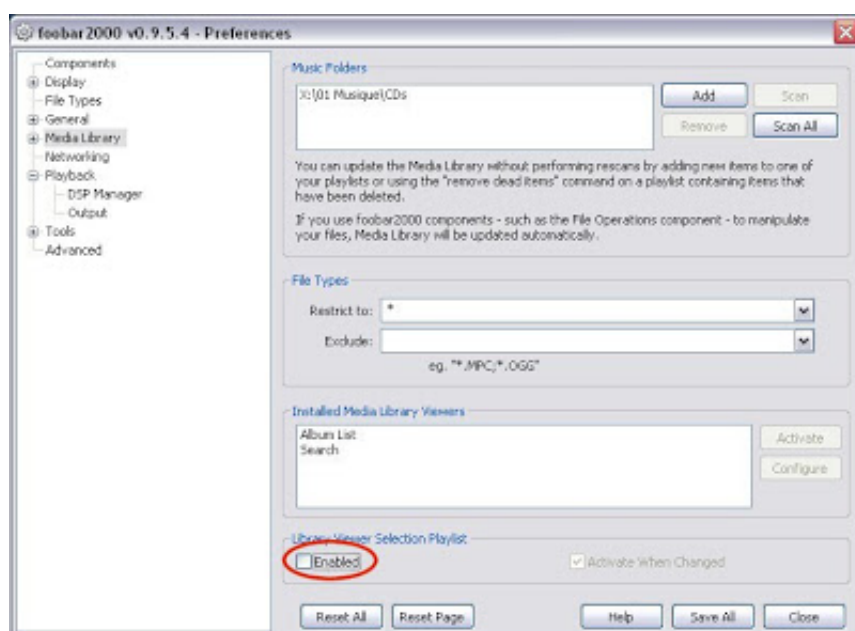 foobar2000 v0.9.5.4 - Preferences
Components
Display
File Types
General
Media Library
Networking
Playback
DSP Manager
Output
Tools
Advanced
Music Folders
X:\01 Musique\CDs
Add
Scan
Remove
Scan All
You can update the Media Library without performing rescans by adding new items to one of
your playlists or using the "remove dead items" command on a playlist containing items that
have been deleted.
If you use foobar2000 components - such as the File Operations component - to manipulate
your files, Media Library will be updated automatically.
File Types
Restrict to: *
Exclude:
eg. "*.MPC;*.OGG"
Installed Media Library Viewers
Album List
Search
Activate
Configure
Library Viewer Selection Playlist
Enabled
Activate When Changed
Reset All
Reset Page
Help
Save All
Close